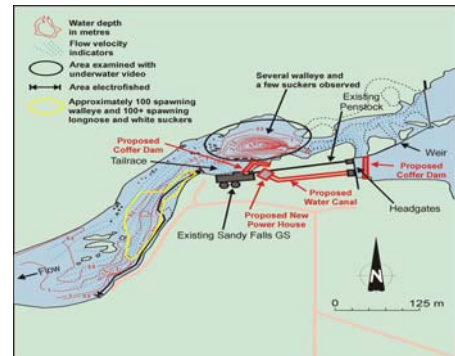 Water depth
in metres
Flow velocity
indicators
Area examined with
underwater video
Area electrofished
Approximately 100 spawning
walleye and 100+ spawning
longnose and white suckers
Several walleye and
a few suckers observed
Existing
Penstock
Proposed
Coffer Dam
Tailrace
Weir
Proposed
Coffer Dam
Proposed
Water Canal
Headgates
Proposed New
Power House
Existing Sandy Falls GS
Flow
N
0 125 m